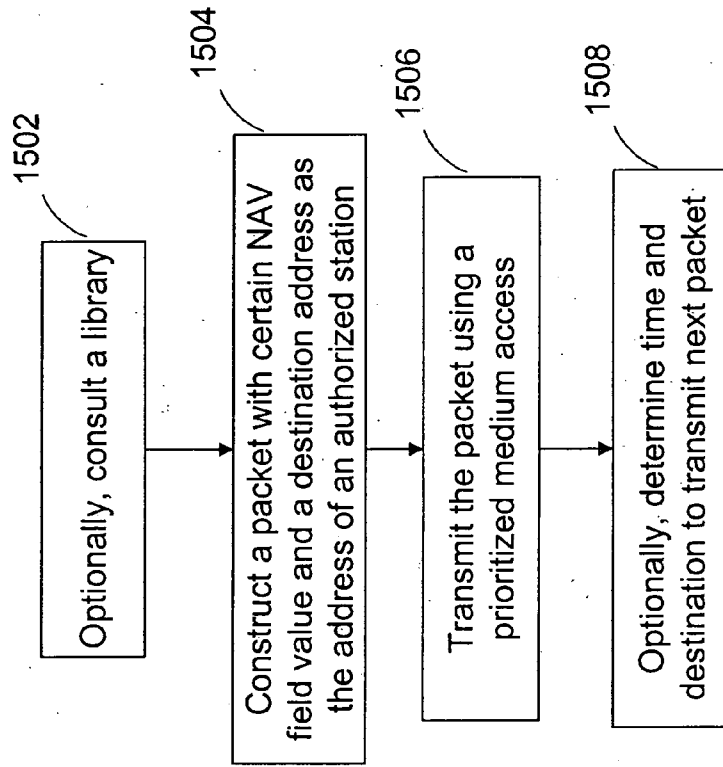 1502
Optionally, consult a library
1504
Construct a packet with certain NAV
field value and a destination address as
the address of an authorized station
1506
Transmit the packet using a
prioritized medium access
1508
Optionally, determine time and
destination to transmit next packet